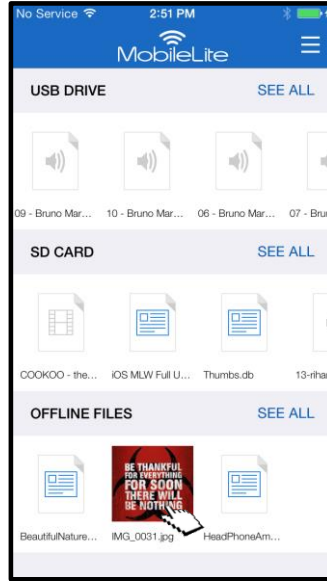 No Service 2:51 PM
MobileLite
USB DRIVE SEE ALL
09 - Bruno Mar... 10 - Bruno Mar... 06 - Bruno Mar... 07 - Bru
SD CARD SEE ALL
COOKOO - the... iOS MLW Full U... Thumbs.db 13-riha
OFFLINE FILES SEE ALL
BE THANKFUL
FOR EVERYTHING
FOR SOON
THERE WILL
BE NOTHING
BeautifulNature... IMG_0031.jpg HeadPhoneAm...